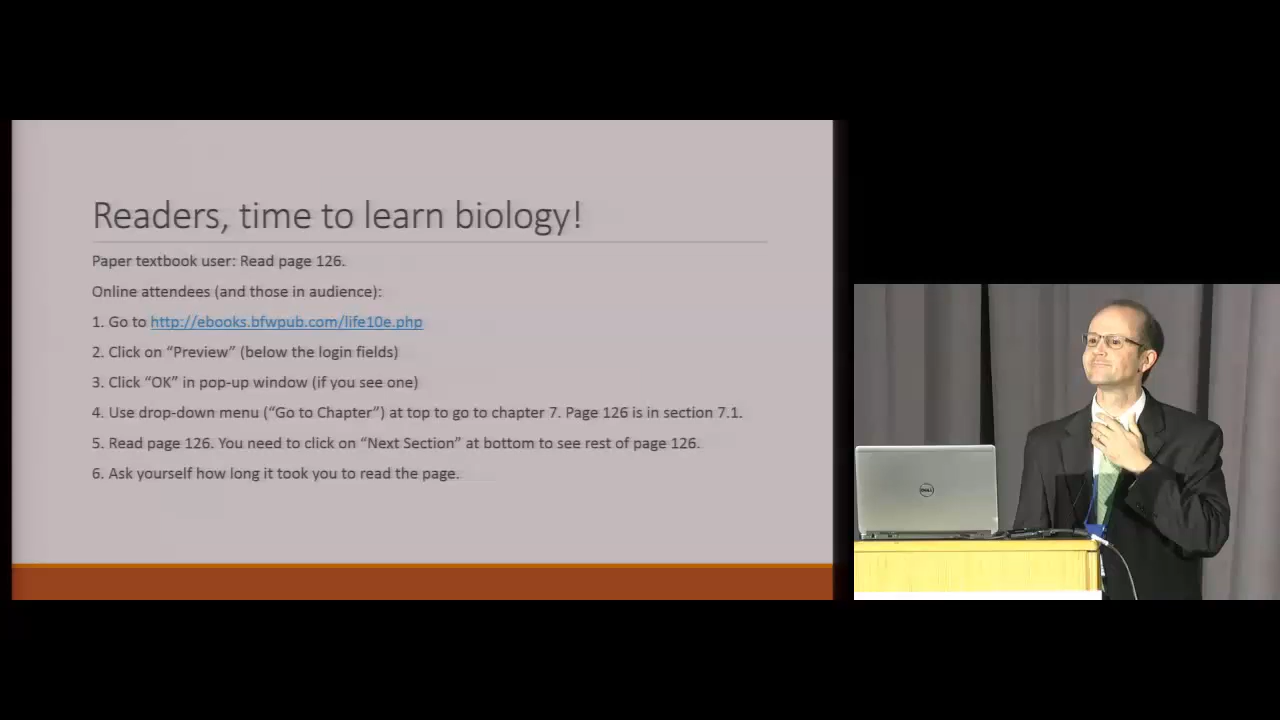 Readers, time to learn biology!
Paper textbook user: Read page 126.
Online attendees (and those in audience):
1. Go to http://ebooks.bfwpub.com/life10e.php
2. Click on “Preview” (below the login fields)
3. Click “OK” in pop-up window (if you see one)
4. Use drop-down menu (“Go to Chapter”) at top to go to chapter 7. Page 126 is in section 7.1.
5. Read page 126. You need to click on “Next Section” at bottom to see rest of page 126.
6. Ask yourself how long it took you to read the page.
DELL